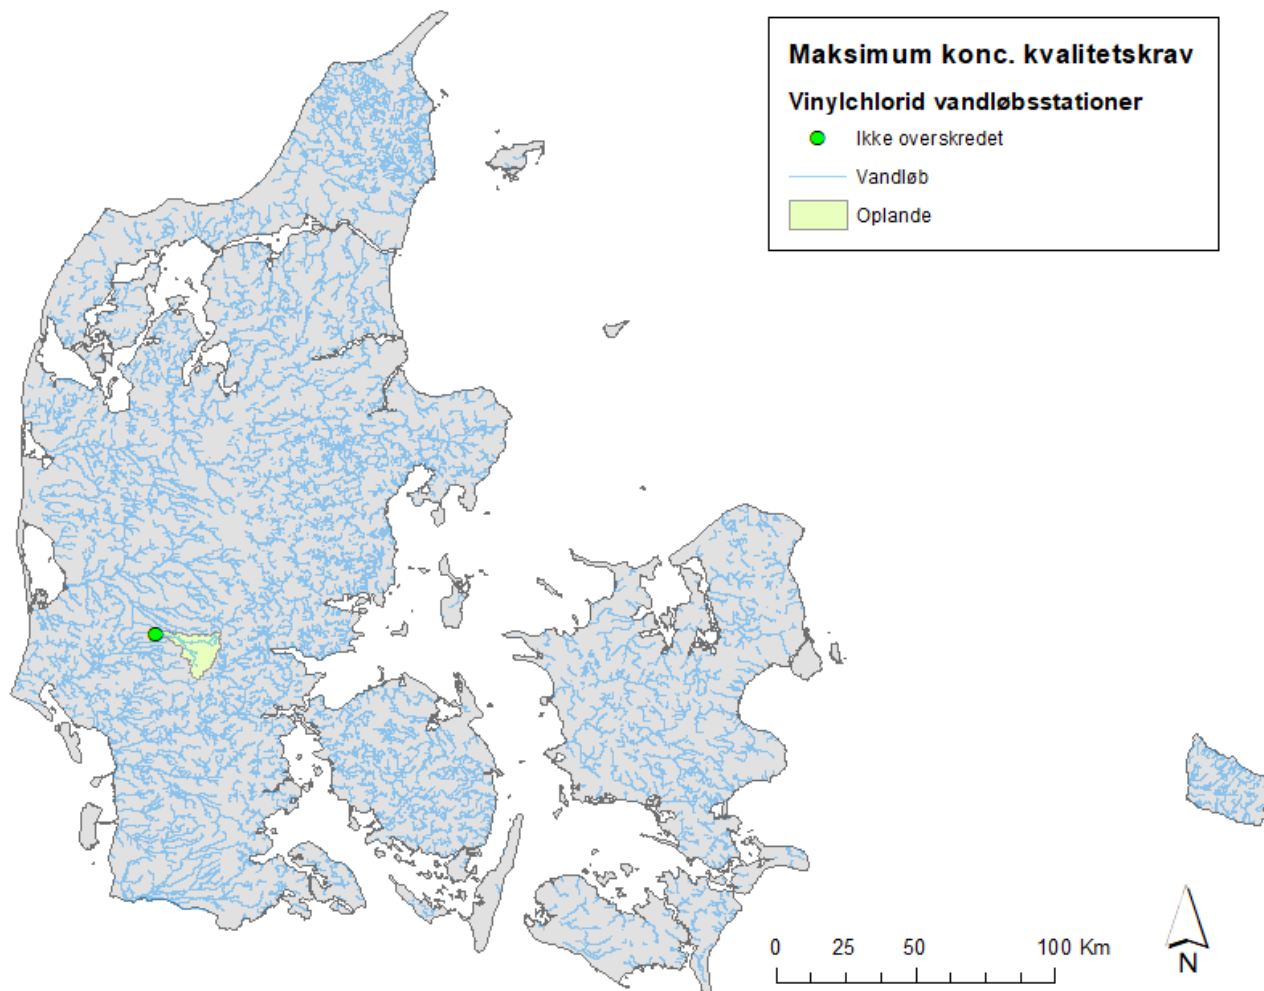 Maksimum konc. kvalitetskrav
Vinylchlorid vandløbsstationer
Ikke overskredet
Vandløb
Oplande
0 25 50 100 Km
N